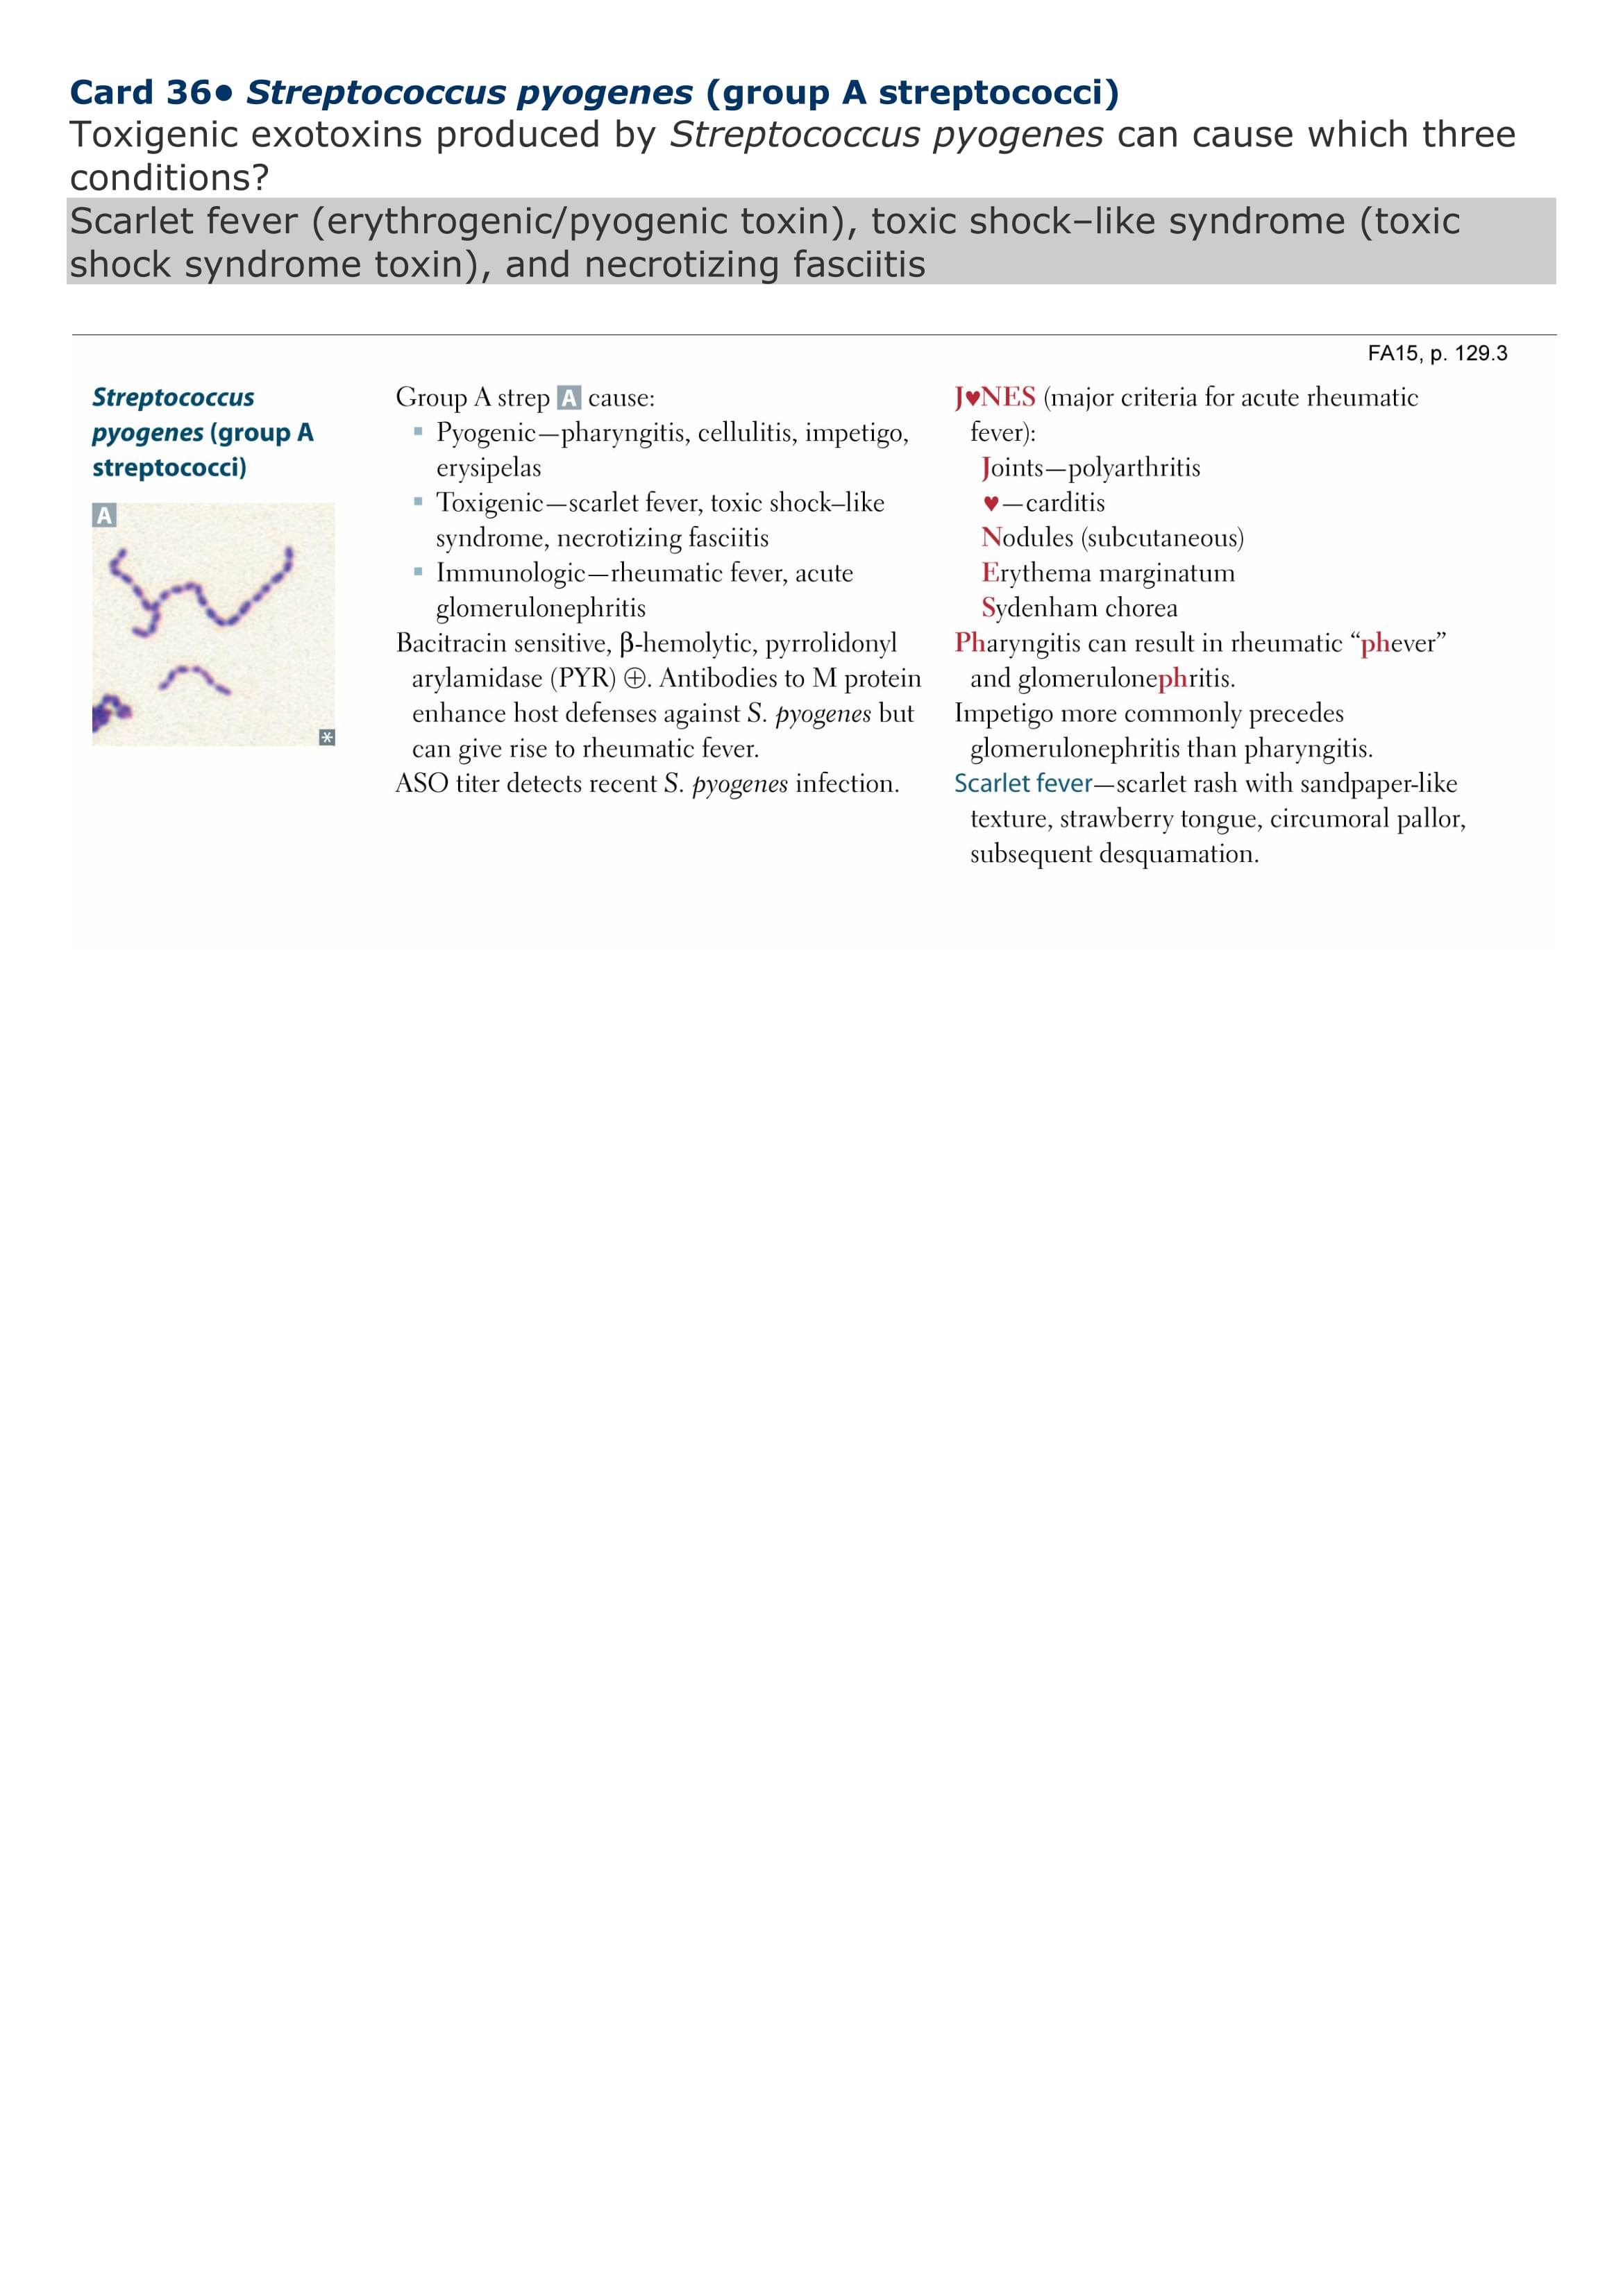 Card 36• Streptococcus pyogenes (group A streptococci)
Toxigenic exotoxins produced by Streptococcus pyogenes can cause which three
conditions?
Scarlet fever (erythrogenic/pyogenic toxin), toxic shock–like syndrome (toxic
shock syndrome toxin), and necrotizing fasciitis
FA15, p. 129.3
Streptococcus
pyogenes (group A
streptococci)
A
*
Group A strep A cause:
▪ Pyogenic—pharyngitis, cellulitis, impetigo,
erysipelas
▪ Toxigenic—scarlet fever, toxic shock–like
syndrome, necrotizing fasciitis
▪ Immunologic—rheumatic fever, acute
glomerulonephritis
Bacitracin sensitive, β-hemolytic, pyrrolidonyl
arylamidase (PYR) ⊕. Antibodies to M protein
enhance host defenses against S. pyogenes but
can give rise to rheumatic fever.
ASO titer detects recent S. pyogenes infection.
J♥NES (major criteria for acute rheumatic
fever):
Joints—polyarthritis
♥—carditis
Nodules (subcutaneous)
Erythema marginatum
Sydenham chorea
Pharyngitis can result in rheumatic “phever”
and glomerulonephritis.
Impetigo more commonly precedes
glomerulonephritis than pharyngitis.
Scarlet fever—scarlet rash with sandpaper-like
texture, strawberry tongue, circumoral pallor,
subsequent desquamation.